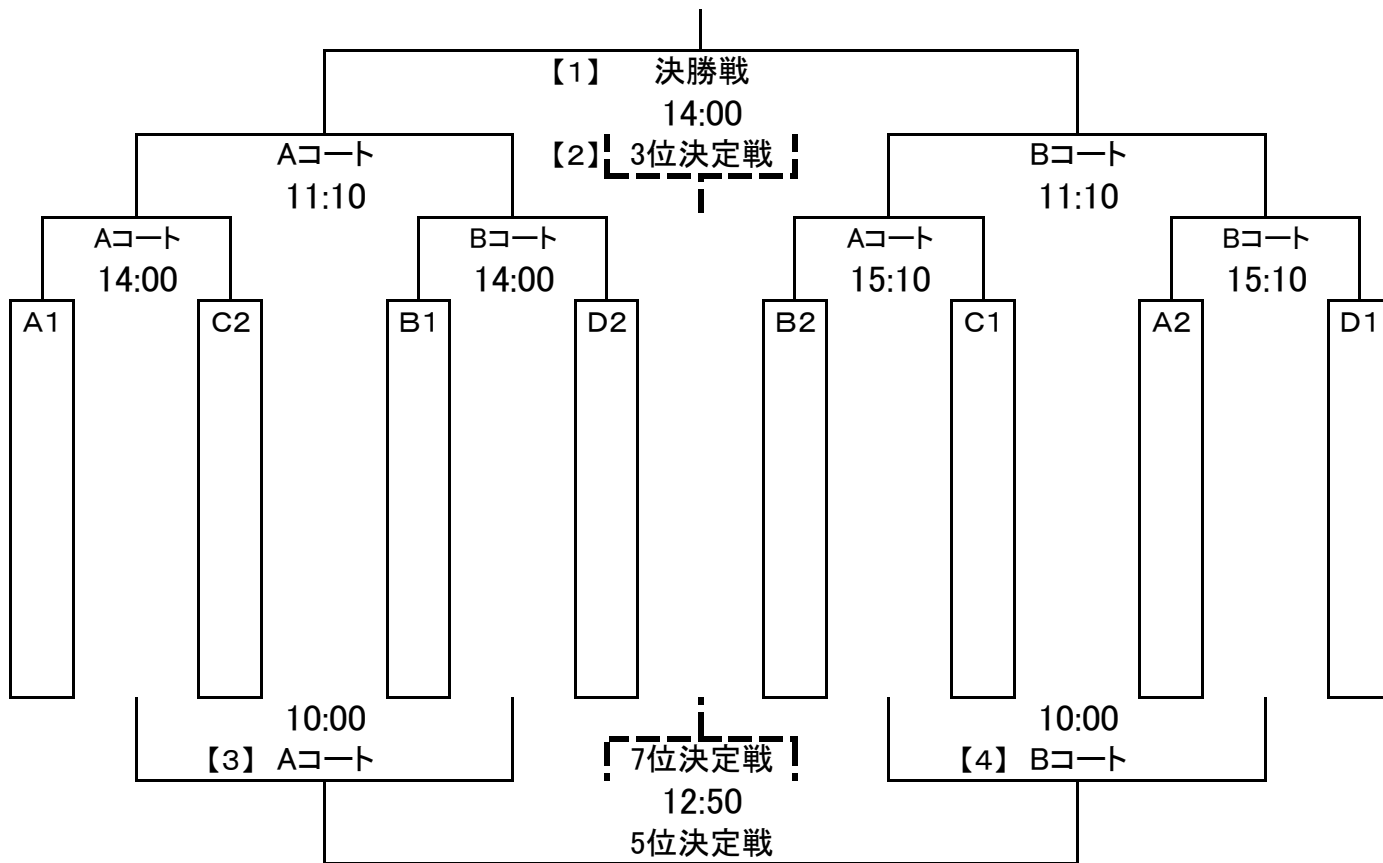 【1】 決勝戦
14:00
Aコート 【2】 3位決定戦 Bコート
11:10 11:10
Aコート Bコート Aコート Bコート
14:00 14:00 15:10 15:10
A1 C2 B1 D2 B2 C1 A2 D1
10:00 10:00
【3】 Aコート 7位決定戦 【4】 Bコート
12:50
5位決定戦